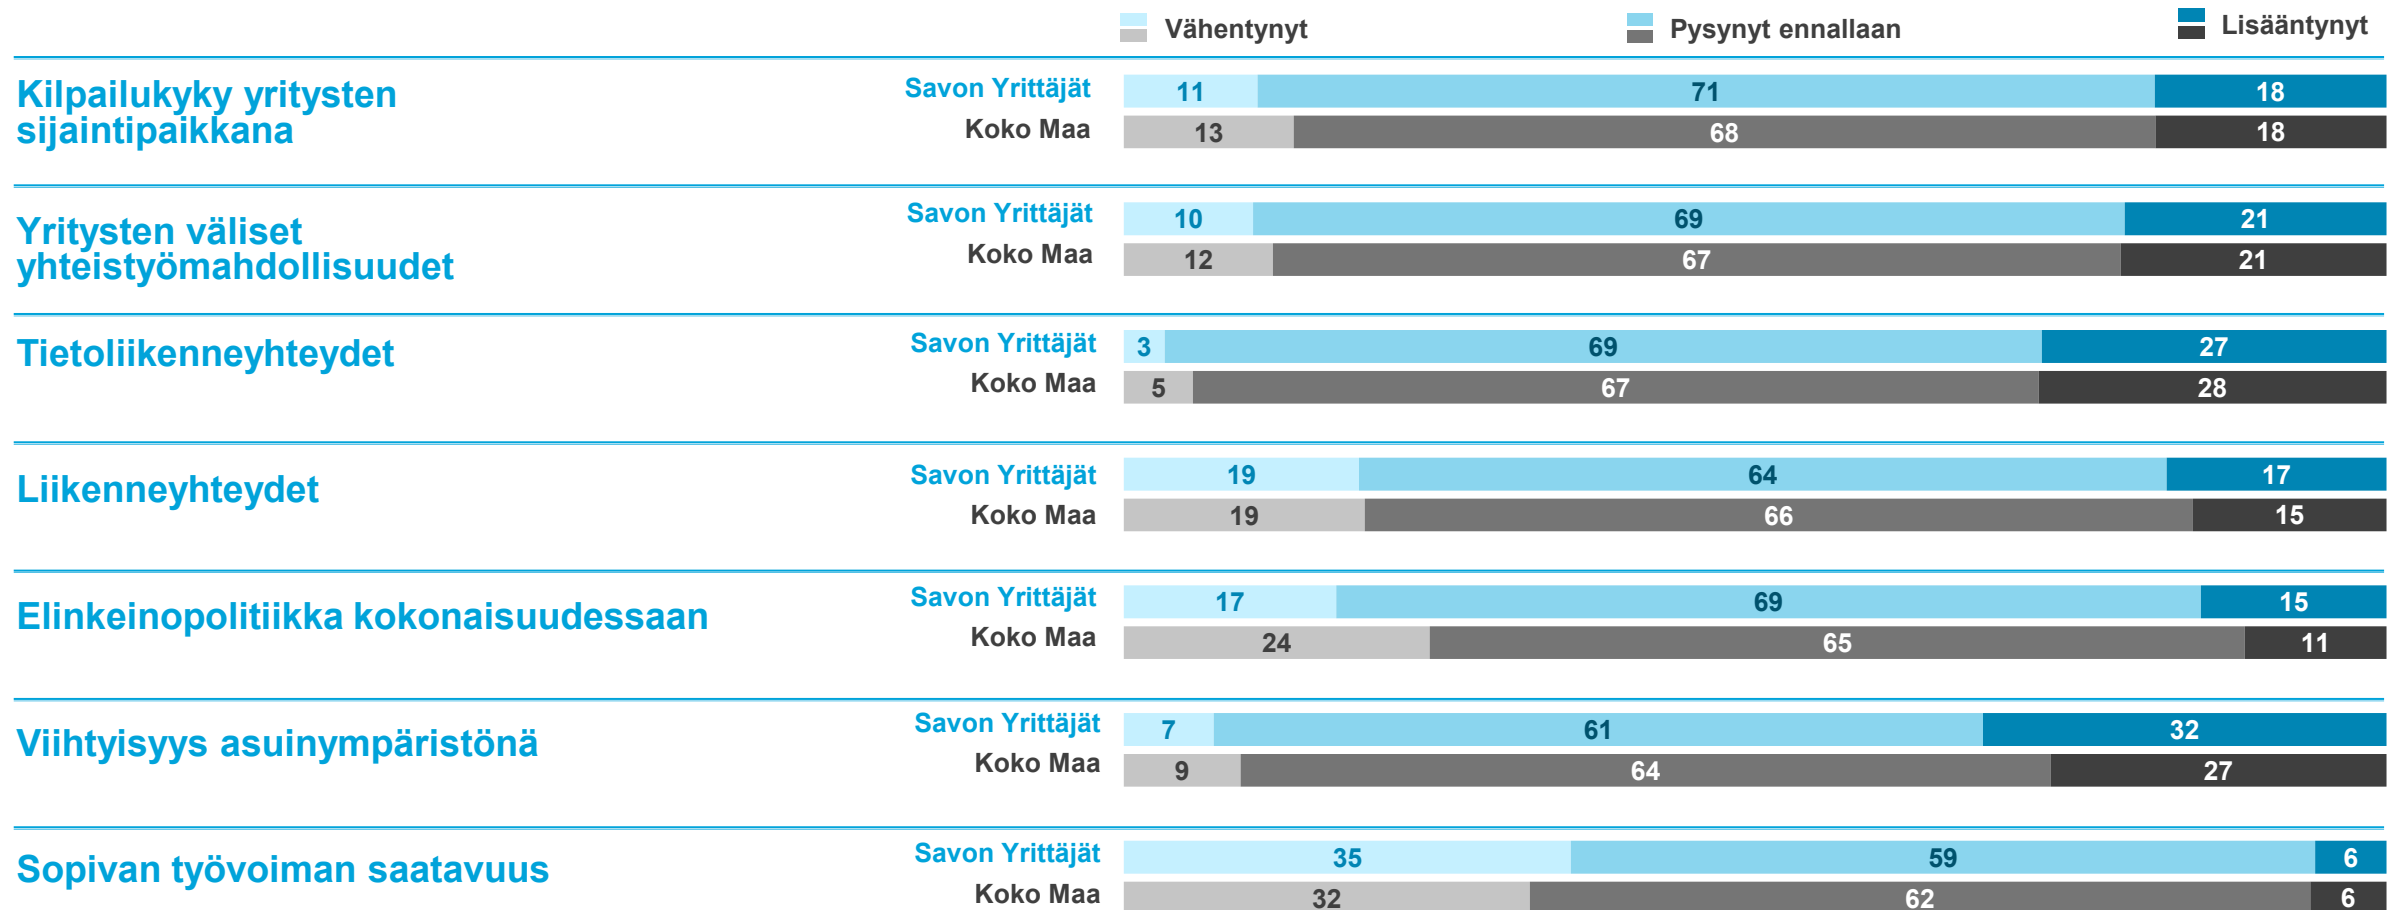 Vähentynyt Pysynyt ennallaan Lisääntynyt
Kilpailukyky yritysten
sijaintipaikkana
Savon Yrittäjät 11 71 18
Koko Maa 13 68 18
Yritysten väliset
yhteistyömahdollisuudet
Savon Yrittäjät 10 69 21
Koko Maa 12 67 21
Tietoliikenneyhteydet
Savon Yrittäjät 3 69 27
Koko Maa 5 67 28
Liikenneyhteydet
Savon Yrittäjät 19 64 17
Koko Maa 19 66 15
Elinkeinopolitiikka kokonaisuudessaan
Savon Yrittäjät 17 69 15
Koko Maa 24 65 11
Viihtyisyys asuinympäristönä
Savon Yrittäjät 7 61 32
Koko Maa 9 64 27
Sopivan työvoiman saatavuus
Savon Yrittäjät 35 59 6
Koko Maa 32 62 6